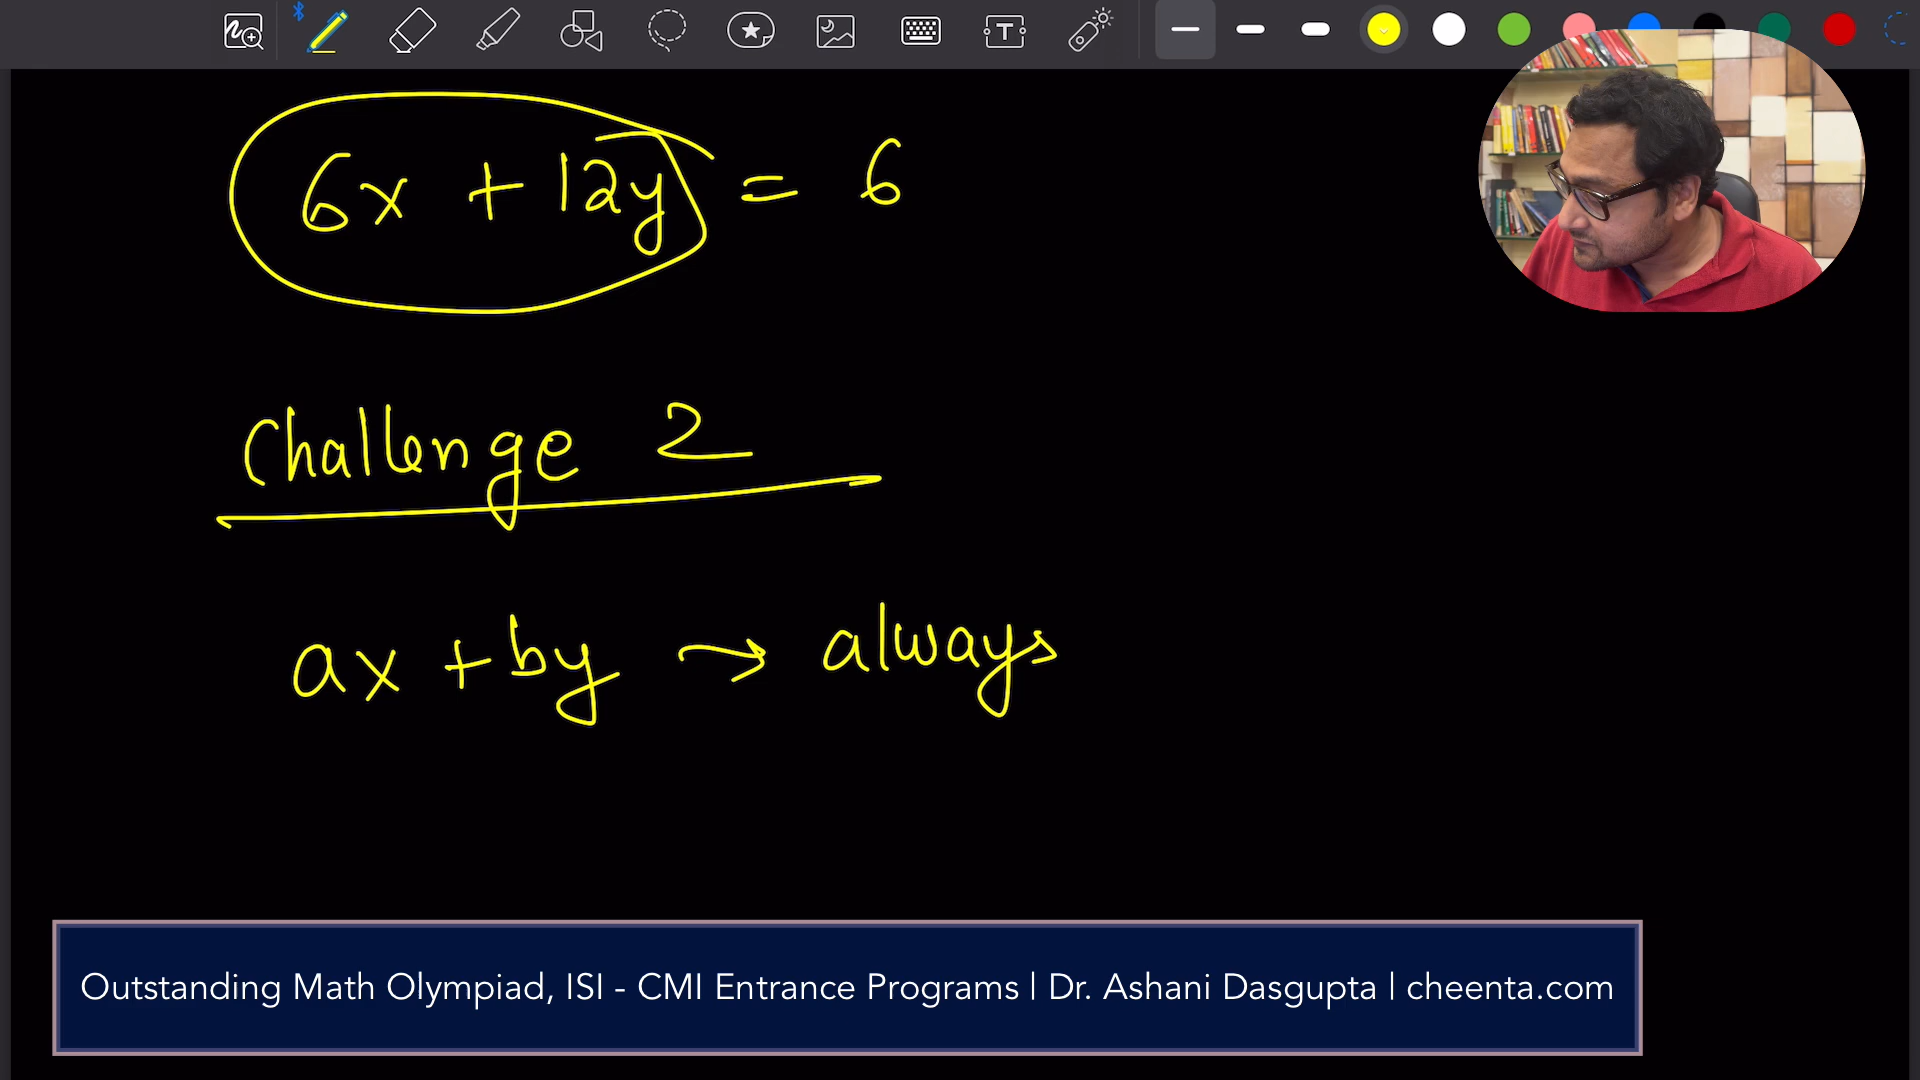 6x + 12y = 6
Challenge 2
ax + by → always
Outstanding Math Olympiad, ISI - CMI Entrance Programs | Dr. Ashani Dasgupta | cheenta.com